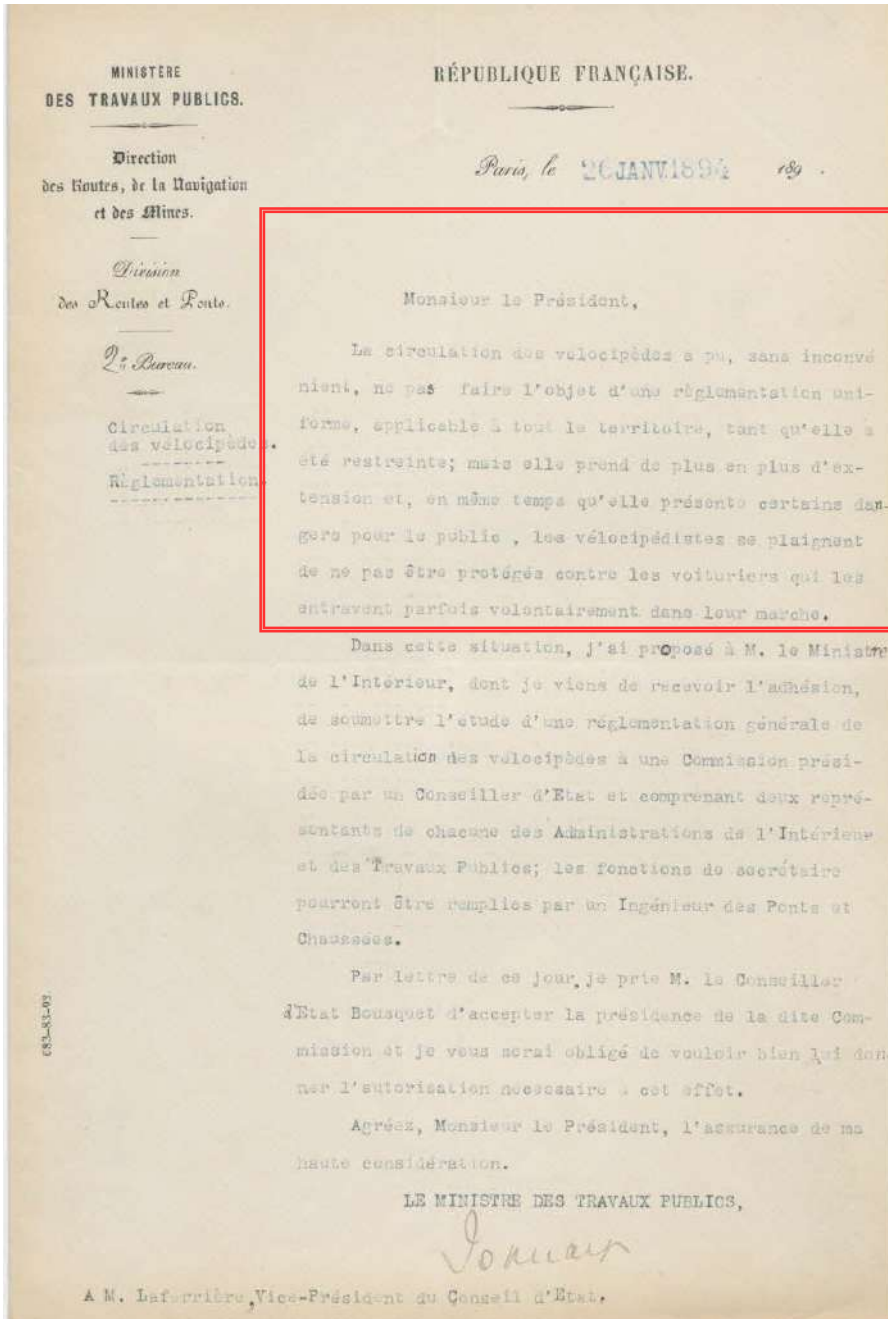 MINISTÈRE
DES TRAVAUX PUBLICS.
Direction
des Routes, de la Navigation
et des Mines.
Division
des Routes et Ponts.
2e Bureau.
Circulation
des vélocipèdes.
Règlementation.
RÉPUBLIQUE FRANÇAISE.
Paris, le 26 JANV. 1894 189 .
Monsieur le Président,
La circulation des vélocipèdes a pu, sans inconvé
nient, ne pas faire l'objet d'une règlementation uni-
forme, applicable à tout le territoire, tant qu'elle a
été restreinte; mais elle prend de plus en plus d'ex-
tension et, en même temps qu'elle présente certains dan-
gers pour le public , les vélocipédistes se plaignent
de ne pas être protégés contre les voituriers qui les
entravent parfois volontairement dans leur marche.
Dans cette situation, j'ai proposé à M. le Ministre
de l'Intérieur, dont je viens de recevoir l'adhésion,
de soumettre l'étude d'une réglementation générale de
la circulation des vélocipèdes à une Commission prési-
dée par un Conseiller d'Etat et comprenant deux repré-
sentants de chacune des Administrations de l'Intérieur
et des Travaux Publics; les fonctions de secrétaire
pourront être remplies par un Ingénieur des Ponts et
Chaussées.
Par lettre de ce jour, je prie M. le Conseiller
d'Etat Bousquet d'accepter la présidence de la dite Com-
mission et je vous serai obligé de vouloir bien lui don
ner l'autorisation nécessaire à cet effet.
Agréez, Monsieur le Président, l'assurance de ma
haute considération.
LE MINISTRE DES TRAVAUX PUBLICS,
Jonnart
A M. Laferrière, Vice-Président du Conseil d'Etat.
683-83-93.